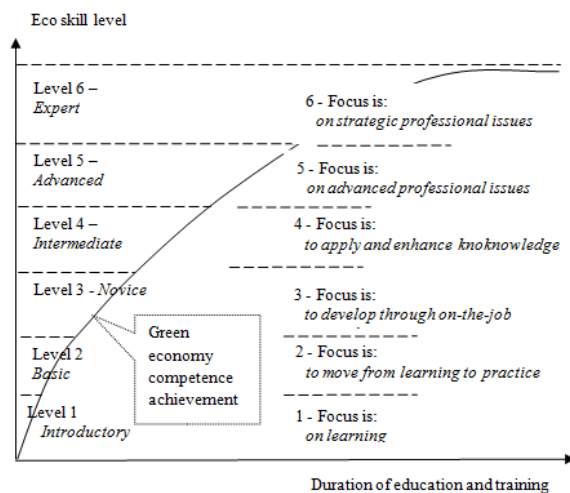 Eco skill level
Level 6 –
Expert
6 - Focus is:
on strategic professional issues
Level 5 –
Advanced
5 - Focus is:
on advanced professional issues
Level 4 –
Intermediate
4 - Focus is:
to apply and enhance knoknowledge
Level 3 - Novice
3 - Focus is:
to develop through on-the-job
Green
economy
competence
achievement
Level 2
Basic
2 - Focus is:
to move from learning to practice
Level 1
Introductory
1 - Focus is:
on learning
Duration of education and training